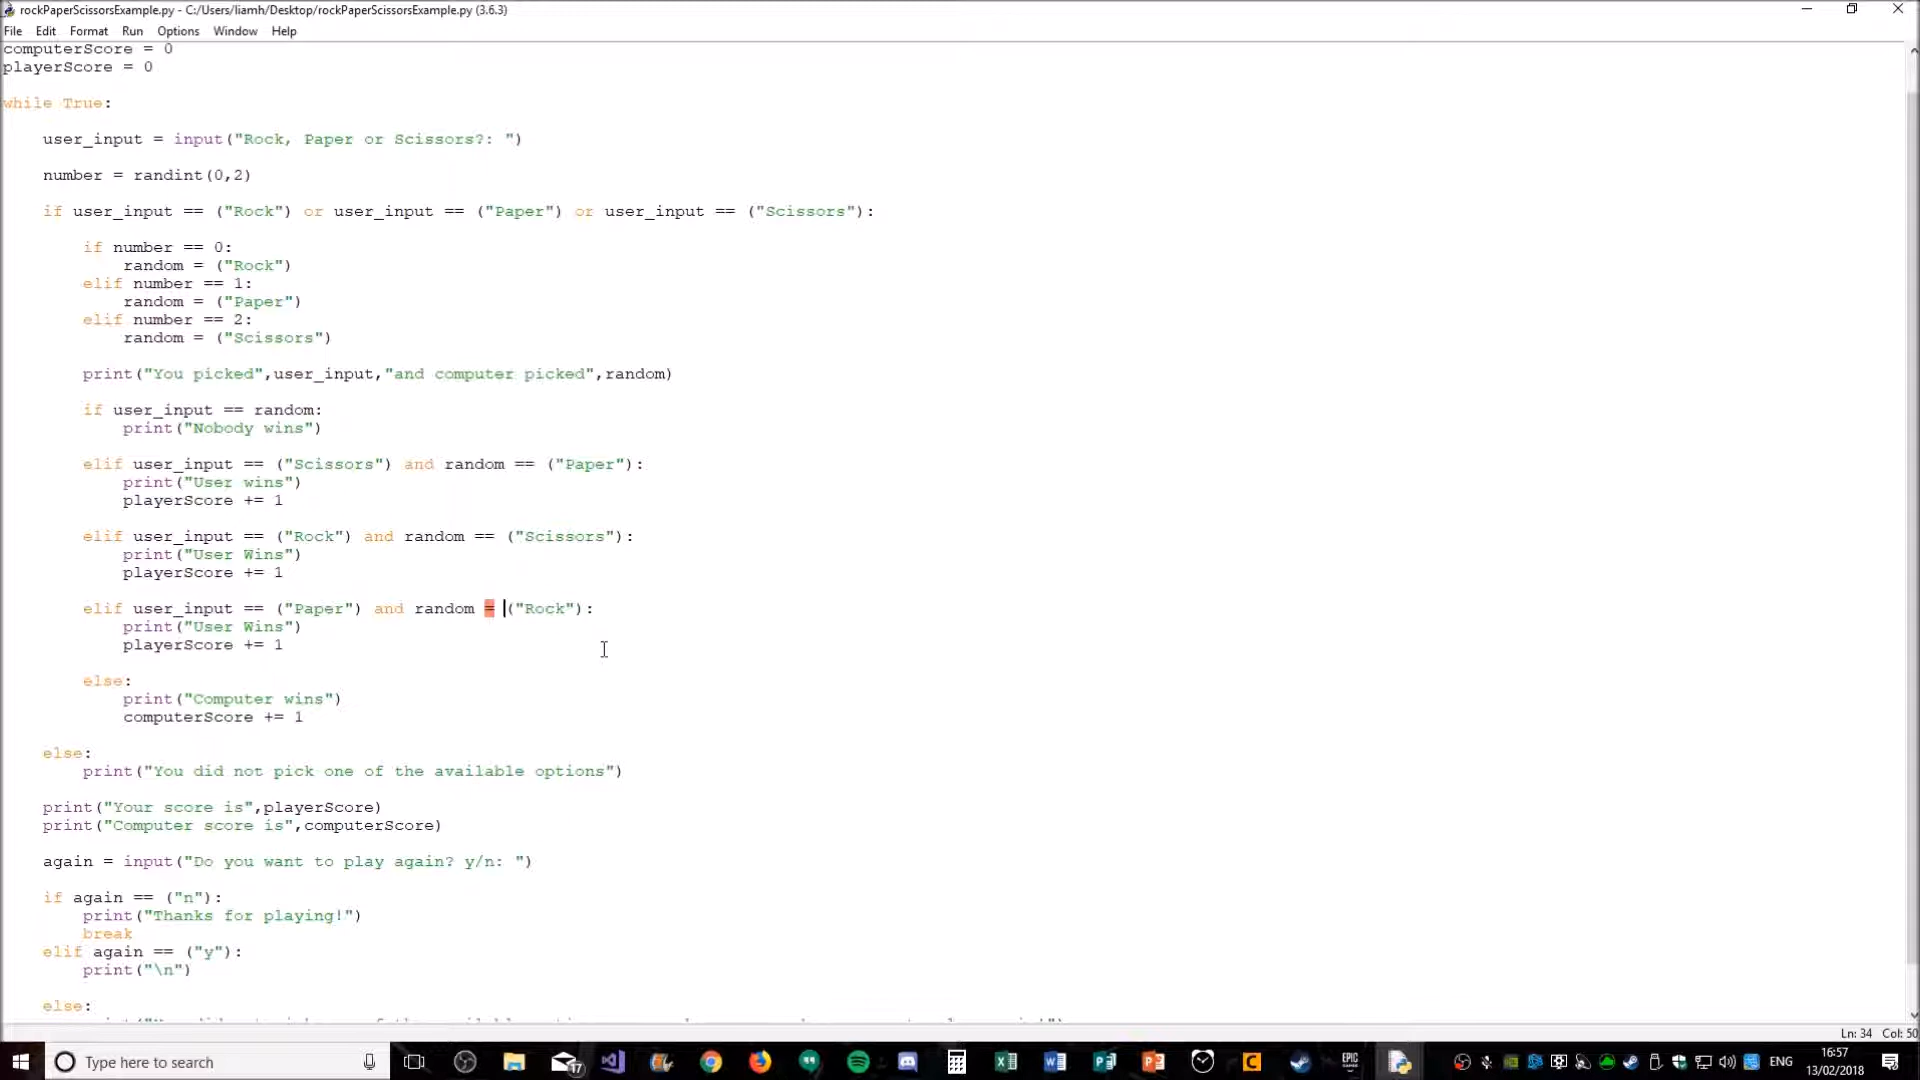 rockPaperScissorsExample.py - C:/Users/liamh/Desktop/rockPaperScissorsExample.py (3.6.3)
File Edit Format Run Options Window Help
computerScore = 0
playerScore = 0
while True:
    user_input = input("Rock, Paper or Scissors?: ")
    number = randint(0,2)
    if user_input == ("Rock") or user_input == ("Paper") or user_input == ("Scissors"):
        if number == 0:
            random = ("Rock")
        elif number == 1:
            random = ("Paper")
        elif number == 2:
            random = ("Scissors")
        print("You picked",user_input,"and computer picked",random)
        if user_input == random:
            print("Nobody wins")
        elif user_input == ("Scissors") and random == ("Paper"):
            print("User wins")
            playerScore += 1
        elif user_input == ("Rock") and random == ("Scissors"):
            print("User Wins")
            playerScore += 1
        elif user_input == ("Paper") and random = ("Rock"):
            print("User Wins")
            playerScore += 1
        else:
            print("Computer wins")
            computerScore += 1
    else:
        print("You did not pick one of the available options")
    print("Your score is",playerScore)
    print("Computer score is",computerScore)
    again = input("Do you want to play again? y/n: ")
    if again == ("n"):
        print("Thanks for playing!")
        break
    elif again == ("y"):
        print("\n")
    else:
Ln: 34 Col: 50
Type here to search
17
EPIC
ENG
16:57
13/02/2018